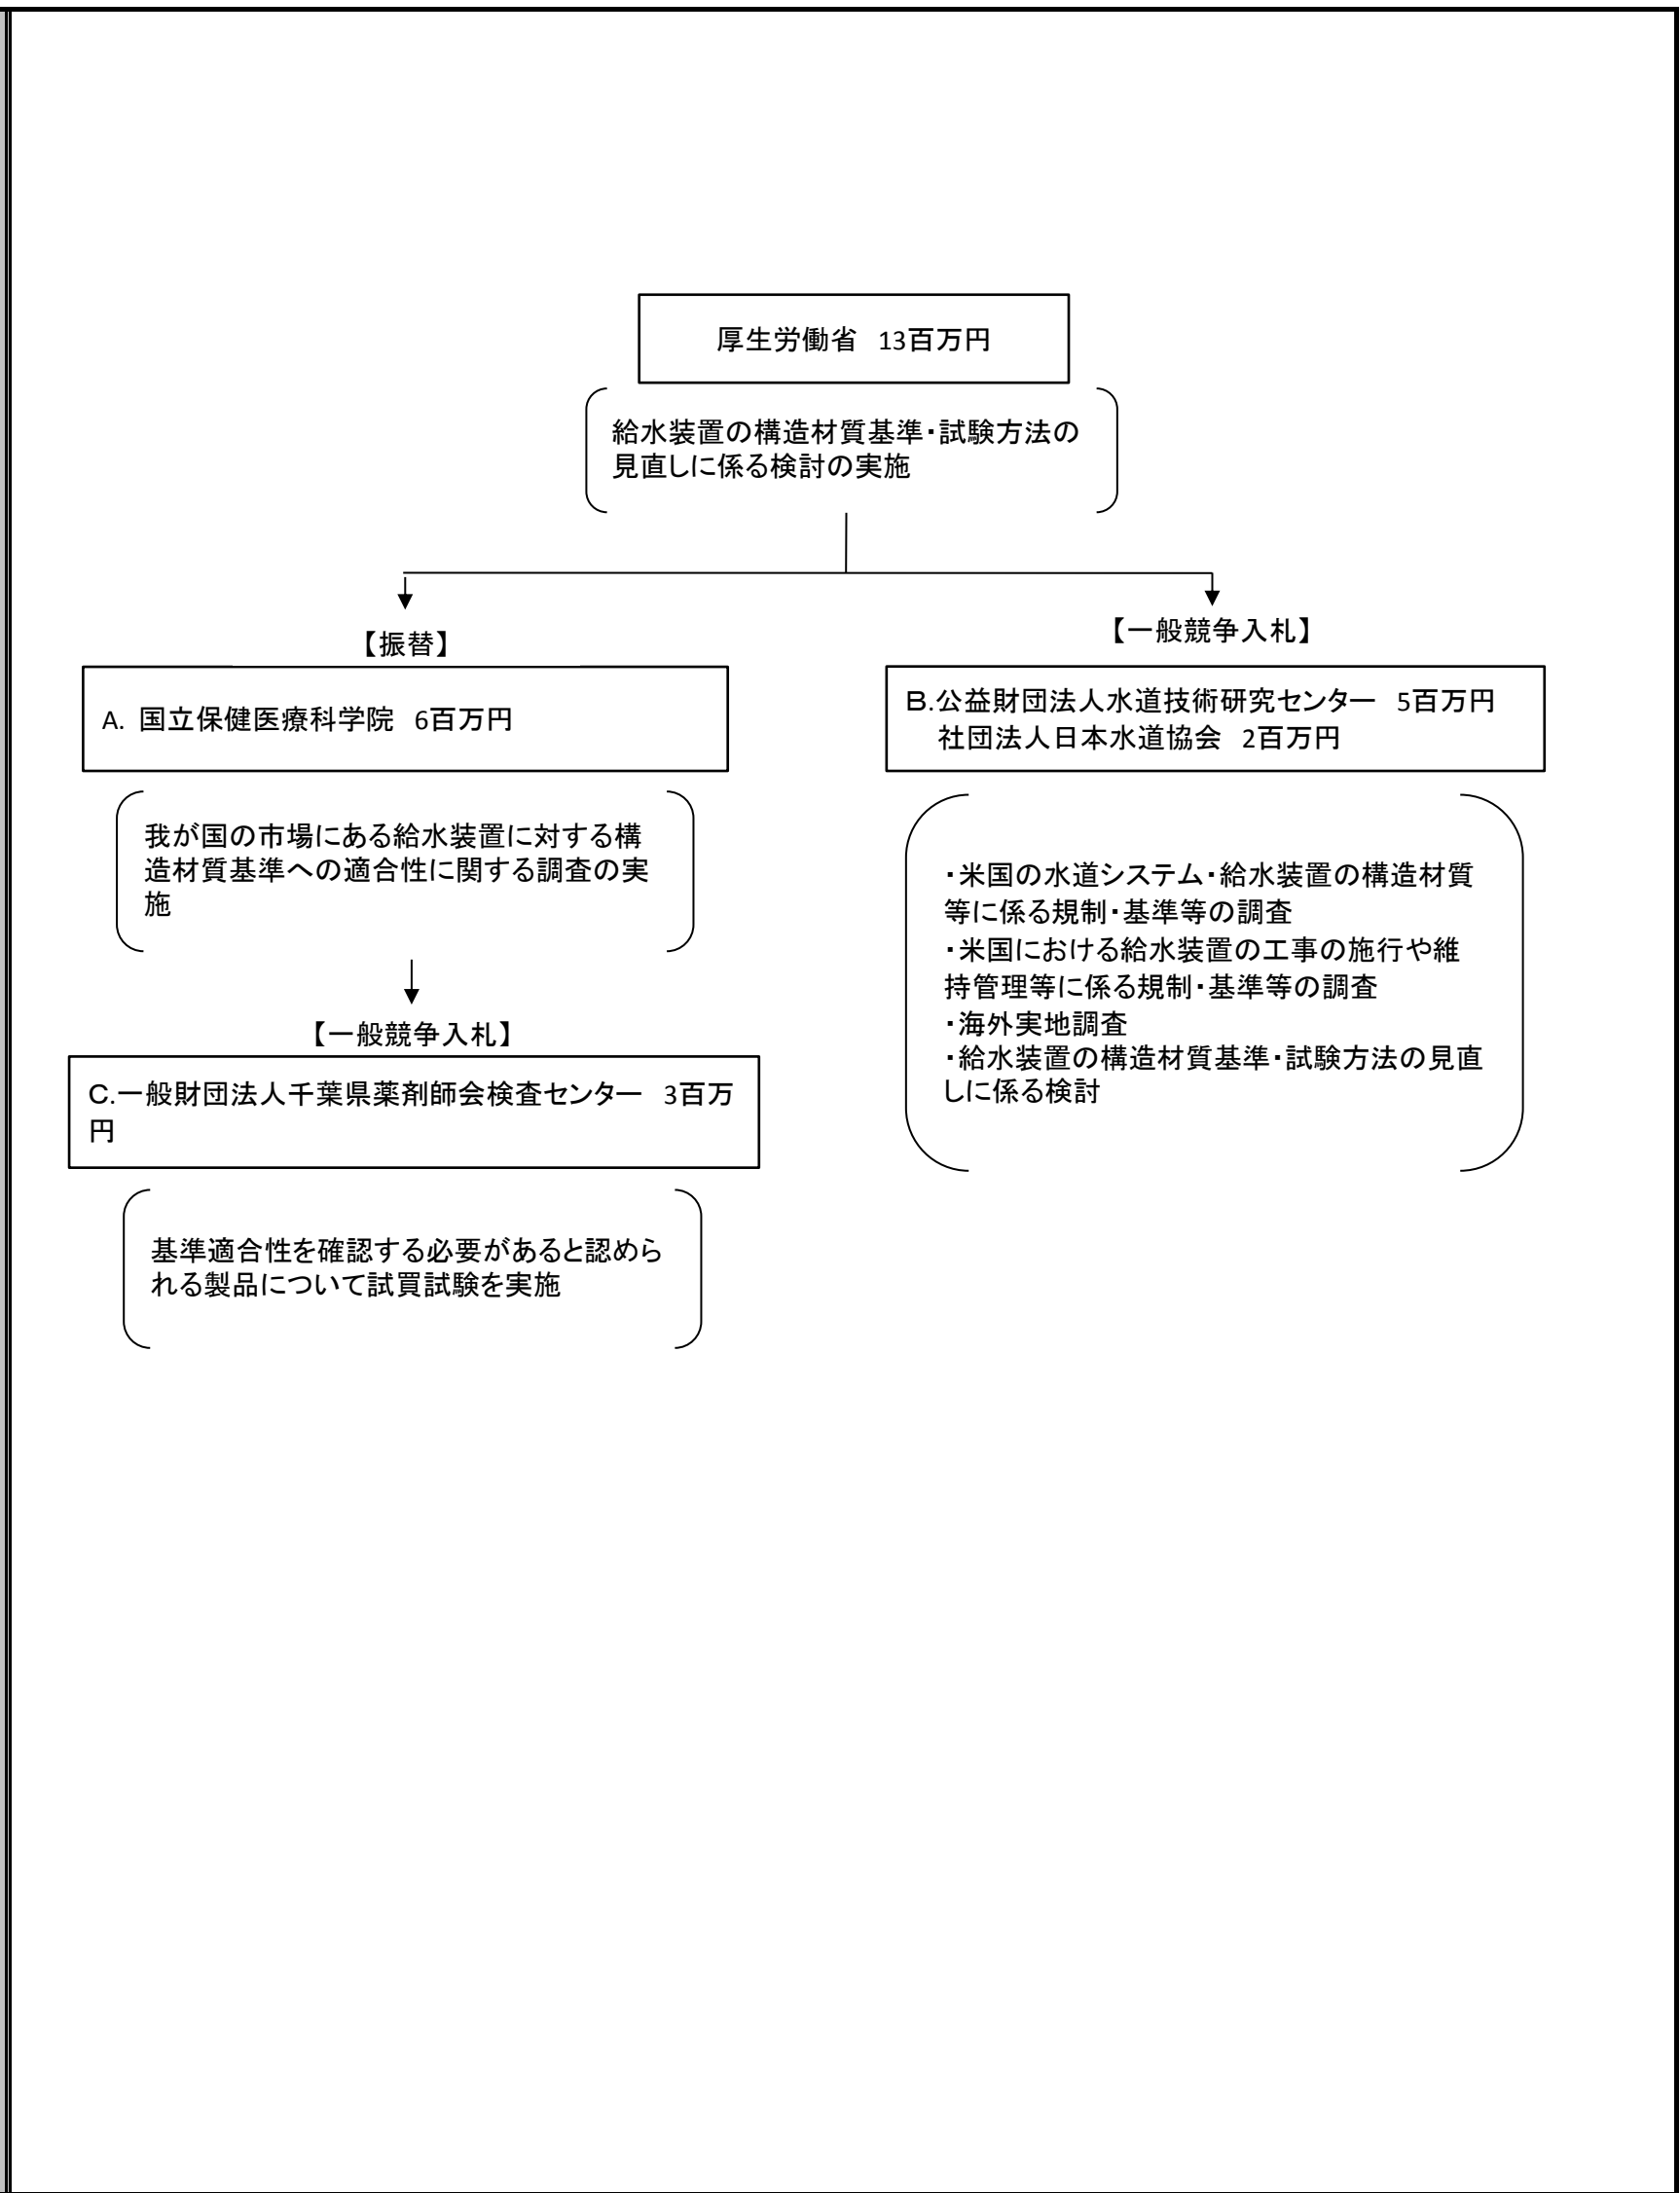 厚生労働省　13百万円
給水装置の構造材質基準・試験方法の
見直しに係る検討の実施
【振替】
A. 国立保健医療科学院　6百万円
我が国の市場にある給水装置に対する構
造材質基準への適合性に関する調査の実
施
【一般競争入札】
C.一般財団法人千葉県薬剤師会検査センター　3百万
円
基準適合性を確認する必要があると認めら
れる製品について試買試験を実施
【一般競争入札】
B.公益財団法人水道技術研究センター　5百万円
社団法人日本水道協会　2百万円
・米国の水道システム・給水装置の構造材質
等に係る規制・基準等の調査
・米国における給水装置の工事の施行や維
持管理等に係る規制・基準等の調査
・海外実地調査
・給水装置の構造材質基準・試験方法の見直
しに係る検討